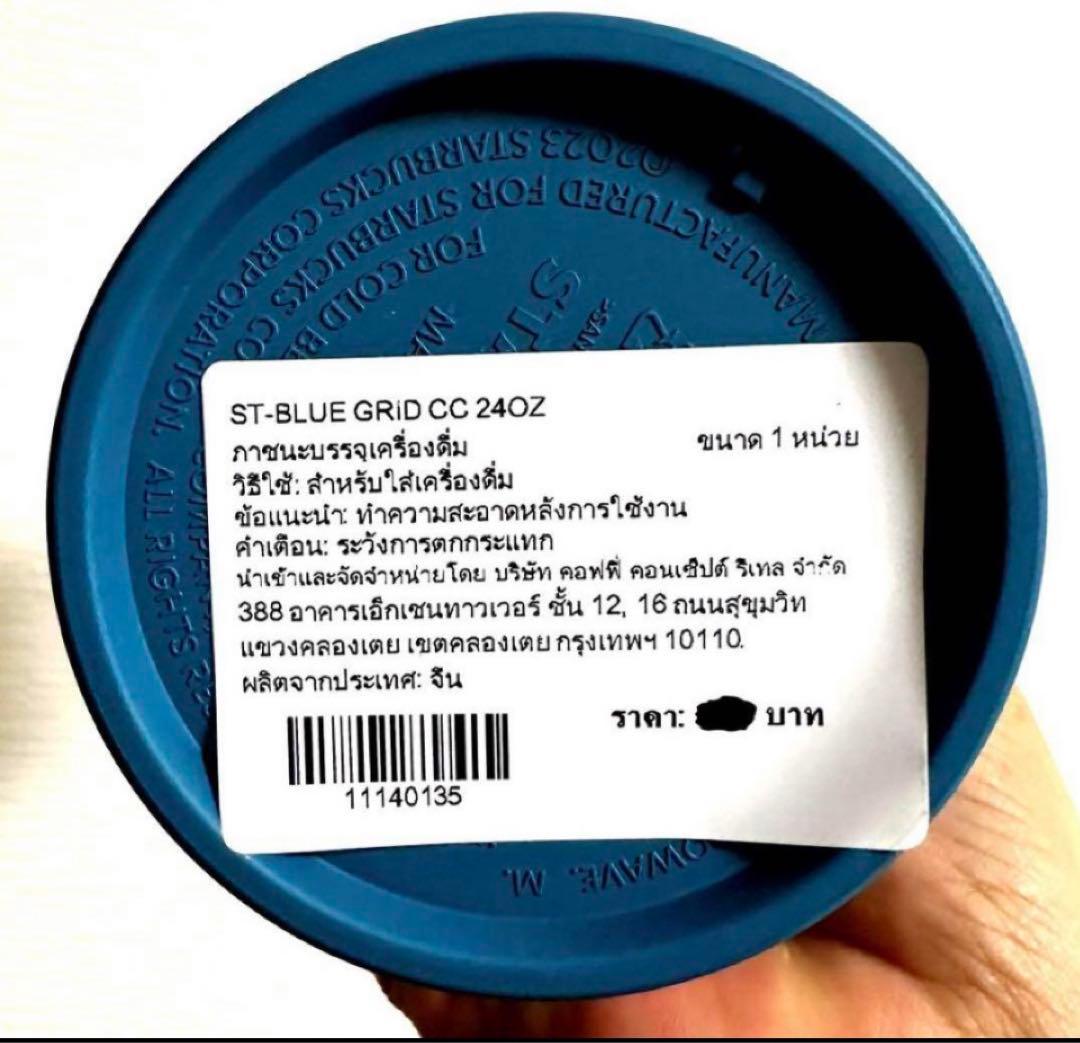 ©2023 STARBUCKS CORPORATION. ALL RIGHTS
MANUFACTURED FOR STARBUCKS
FOR COLD
ST-BLUE GRID CC 24OZ
ภาชนะบรรจุเครื่องดื่ม ขนาด 1 หน่วย
วิธีใช้: สำหรับใส่เครื่องดื่ม
ข้อแนะนำ: ทำความสะอาดหลังการใช้งาน
คำเตือน: ระวังการตกกระแทก
นำเข้าและจัดจำหน่ายโดย บริษัท คอฟฟี่ คอนเซ็ปต์ รีเทล จำกัด
388 อาคารเอ็กเชนทาวเวอร์ ชั้น 12, 16 ถนนสุขุมวิท
แขวงคลองเตย เขตคลองเตย กรุงเทพฯ 10110.
ผลิตจากประเทศ: จีน
ราคา: บาท
11140135